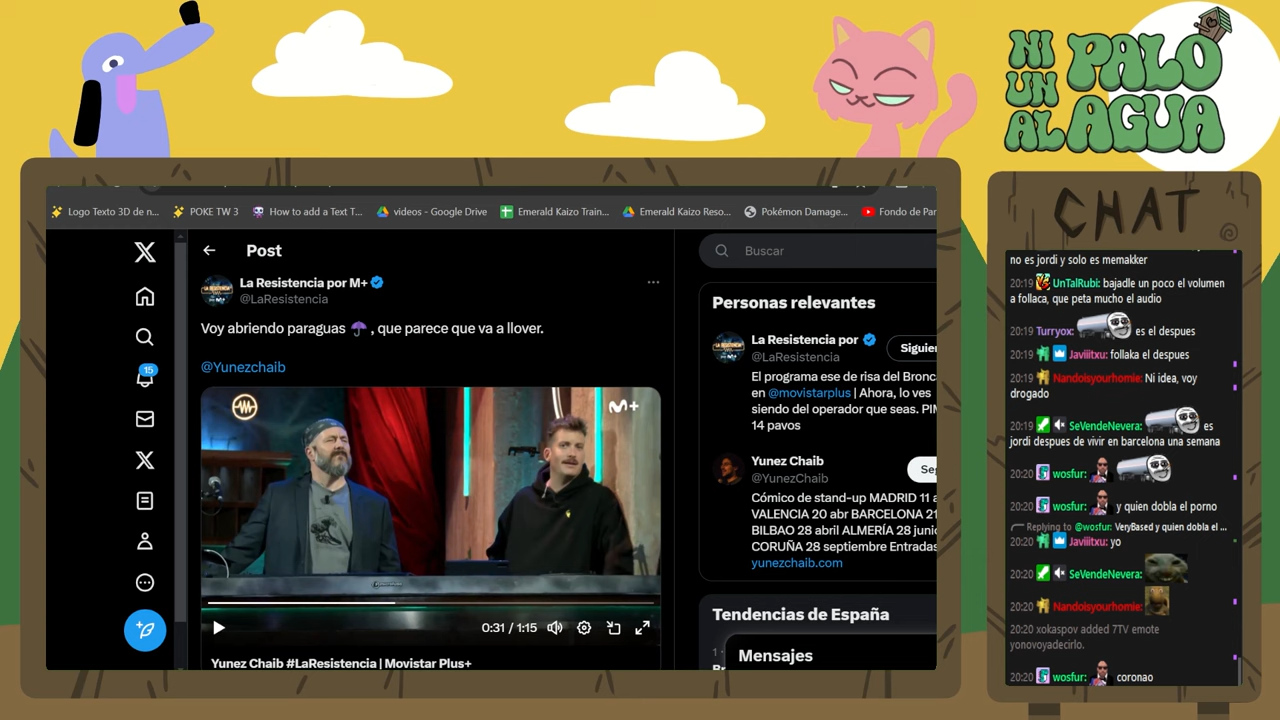 NI UN AL PALO AGUA
Logo Texto 3D de n...
POKE TW 3
How to add a Text T...
videos - Google Drive
Emerald Kaizo Train...
Emerald Kaizo Reso...
Pokémon Damage...
Fondo de Par
Post
La Resistencia por M+
@LaResistencia
Voy abriendo paraguas ☂, que parece que va a llover.
@Yunezchaib
M+
0:31 / 1:15
Yunez Chaib #LaResistencia | Movistar Plus+
15
Buscar
Personas relevantes
La Resistencia por
@LaResistencia
Siguien
El programa ese de risa del Bronc
en @movistarplus | Ahora, lo ves
siendo del operador que seas. PIM
14 pavos
Yunez Chaib
@YunezChaib
Se
Cómico de stand-up MADRID 11 a
VALENCIA 20 abr BARCELONA 21
BILBAO 28 abril ALMERÍA 28 junio
CORUÑA 28 septiembre Entradas
yunezchaib.com
Tendencias de España
1
Mensajes
CHAT
no es jordi y solo es memakker
20:19 UnTalRubi: bajadle un poco el volumen
a follaca, que peta mucho el audio
20:19 Turryox: es el despues
20:19 Javiiitxu: follaka el despues
20:19 Nandoisyourhomie: Ni idea, voy
drogado
20:19 SeVendeNevera: es
jordi despues de vivir en barcelona una semana
20:20 wosfur:
20:20 wosfur: y quien dobla el porno
Replying to @wosfur: VeryBased y quien dobla el ...
20:20 Javiiitxu: yo
20:20 SeVendeNevera:
20:20 Nandoisyourhomie:
20:20 xokaspov added 7TV emote
yonovoyadecirlo.
20:20 wosfur: coronao